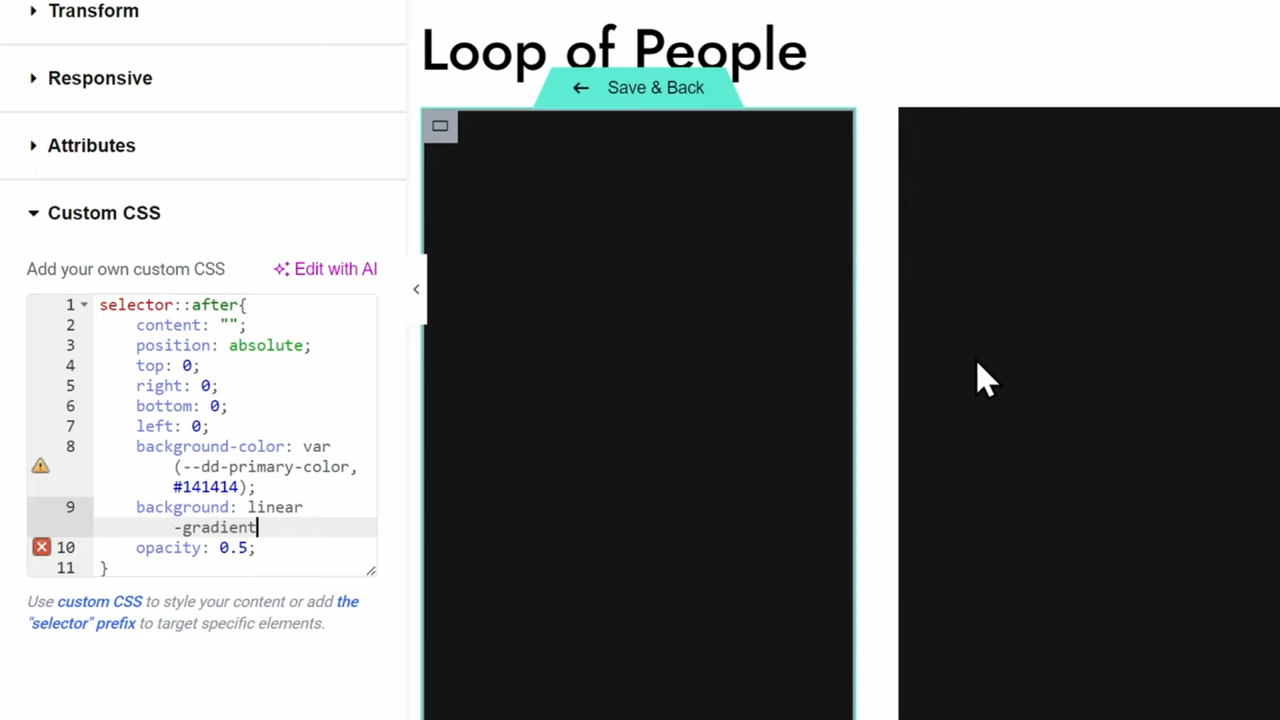 Transform
Loop of People
Responsive
Save & Back
Attributes
Custom CSS
Add your own custom CSS
Edit with AI
1 selector::after{
2 content: "";
3 position: absolute;
4 top: 0;
5 right: 0;
6 bottom: 0;
7 left: 0;
8 background-color: var
(--dd-primary-color,
#141414);
9 background: linear
-gradient
10 opacity: 0.5;
11 }
Use custom CSS to style your content or add the
"selector" prefix to target specific elements.